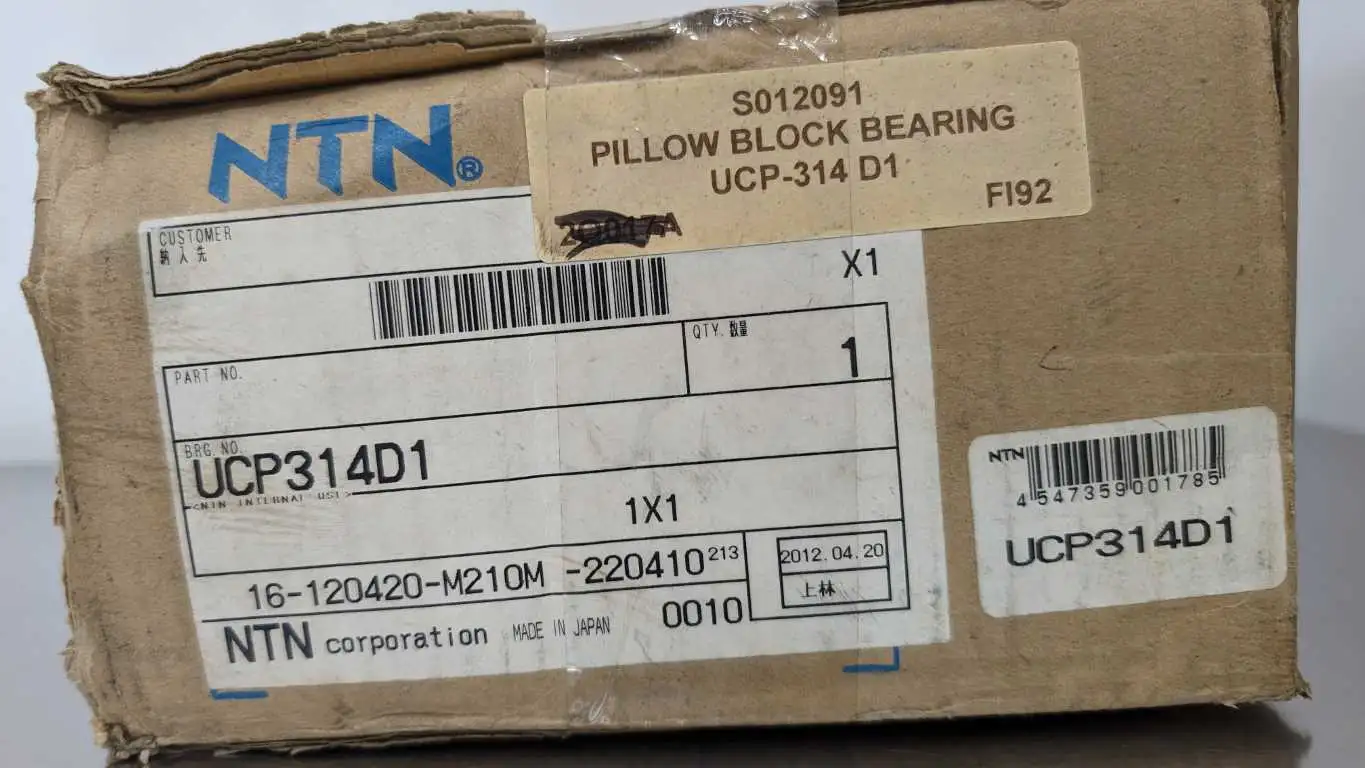 NTN®
S012091
PILLOW BLOCK BEARING
UCP-314 D1
FI92
CUSTOMER
納入先
X1
PART NO.
QTY. 数量
1
BRG. NO.
UCP314D1
<NTN INTERNAL USE>
1X1
16-120420-M210M -220410 213
2012.04.20
上林
0010
NTN corporation MADE IN JAPAN
NTN
4 547359 001785
UCP314D1